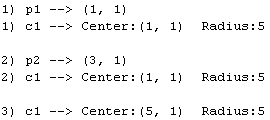 1) p1 --> (1, 1)
1) c1 --> Center:(1, 1)  Radius:5
2) p2 --> (3, 1)
2) c1 --> Center:(1, 1)  Radius:5
3) c1 --> Center:(5, 1)  Radius:5